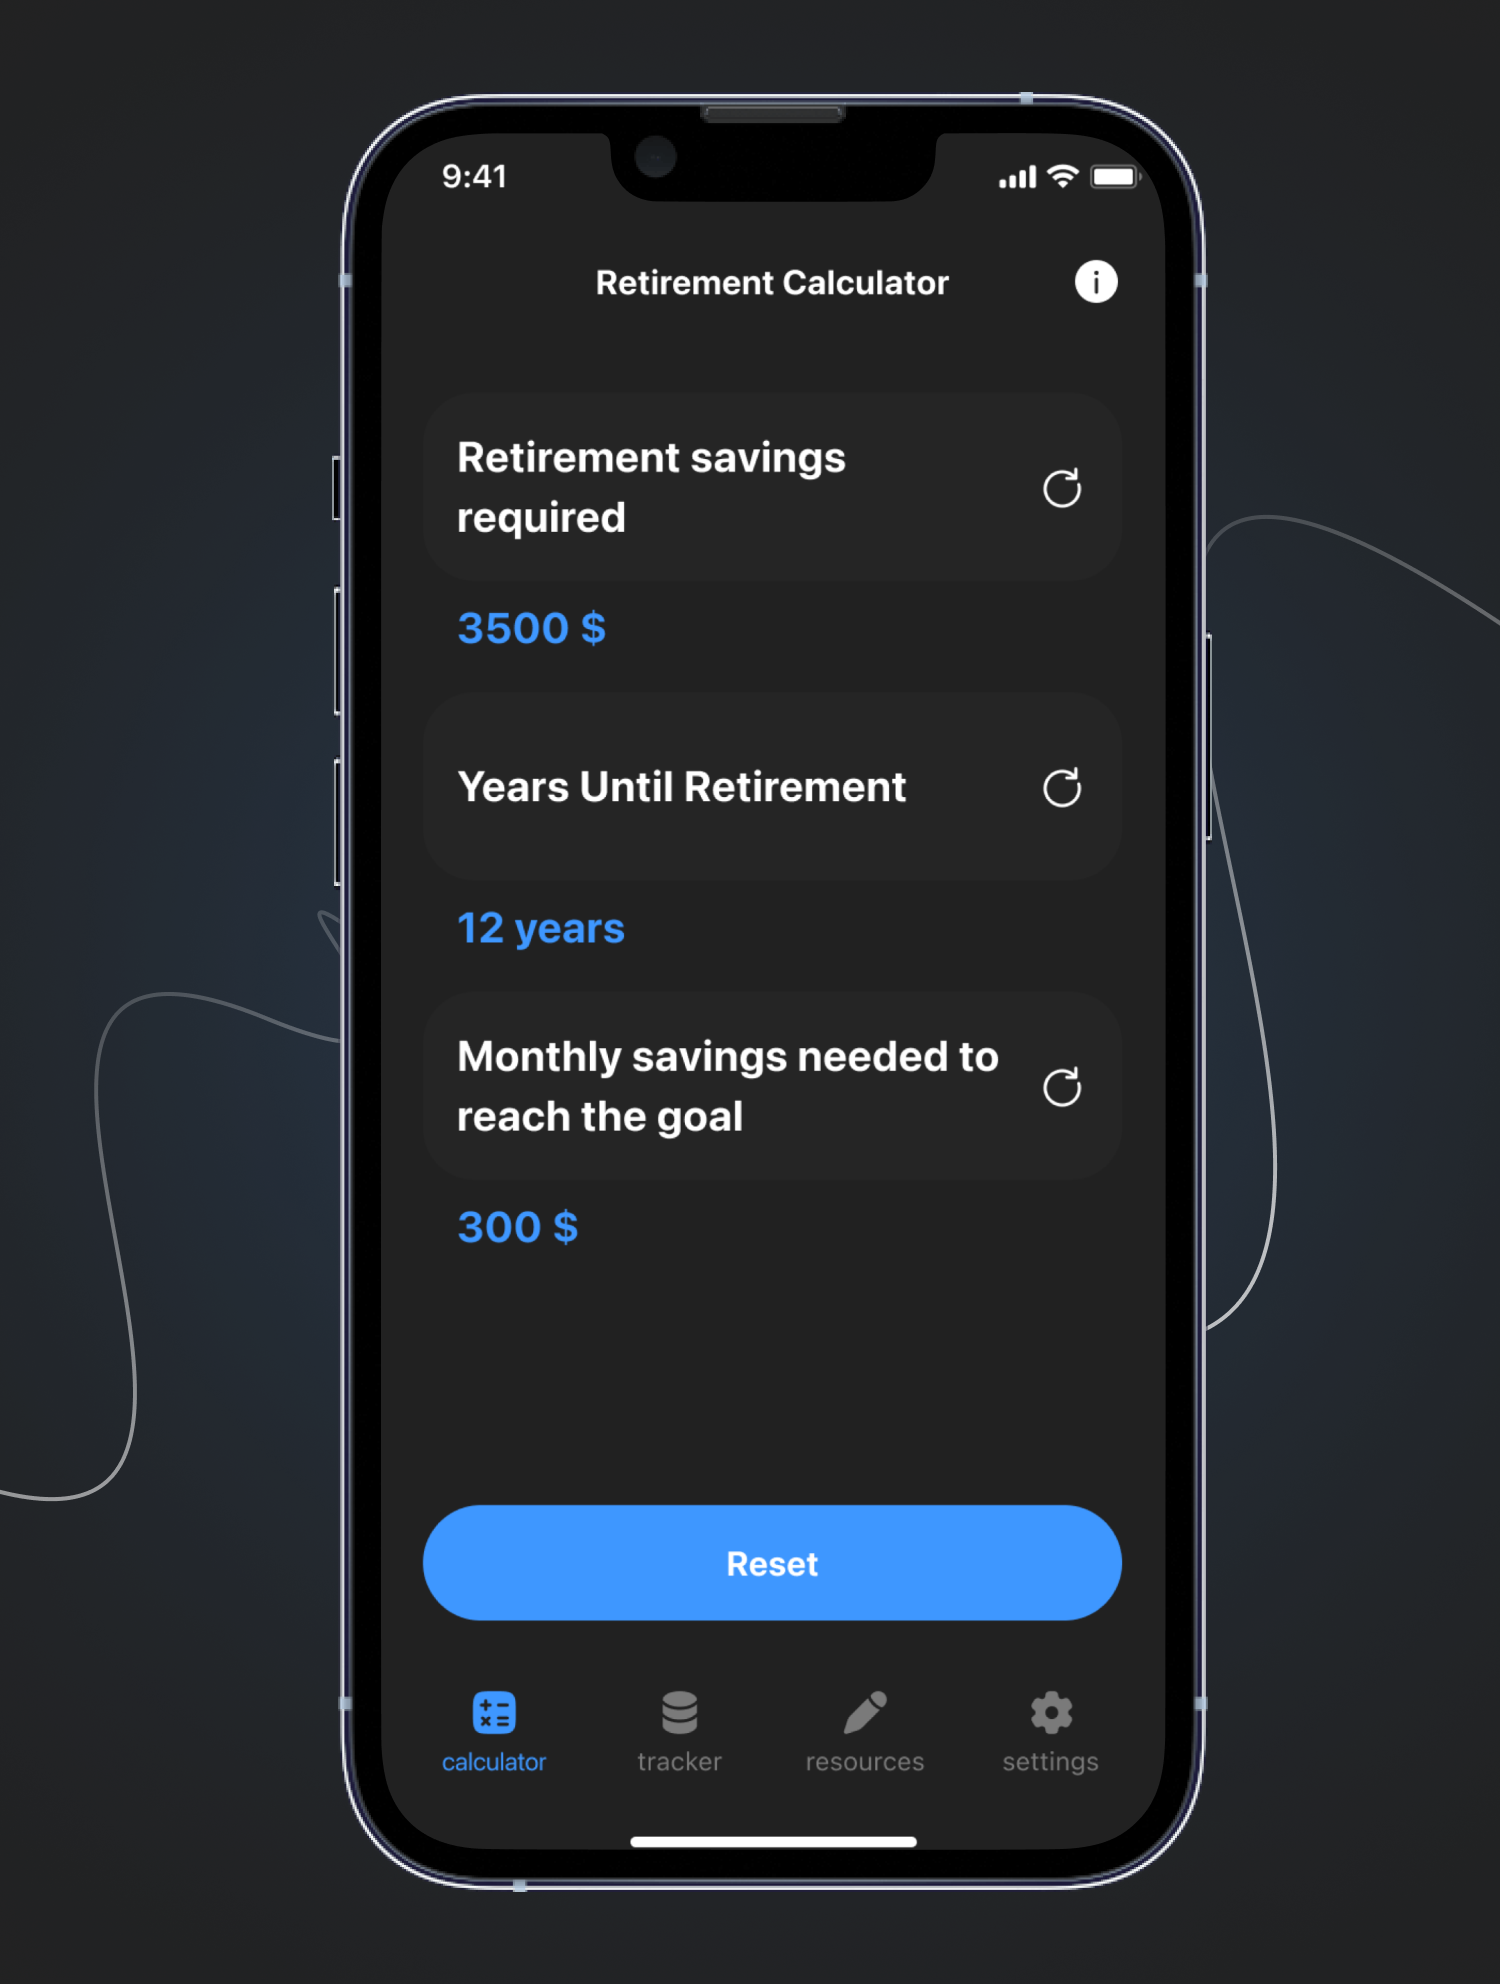 9:41
Retirement Calculator
Retirement savings
required
3500 $
Years Until Retirement
12 years
Monthly savings needed to
reach the goal
300 $
Reset
calculator tracker resources settings